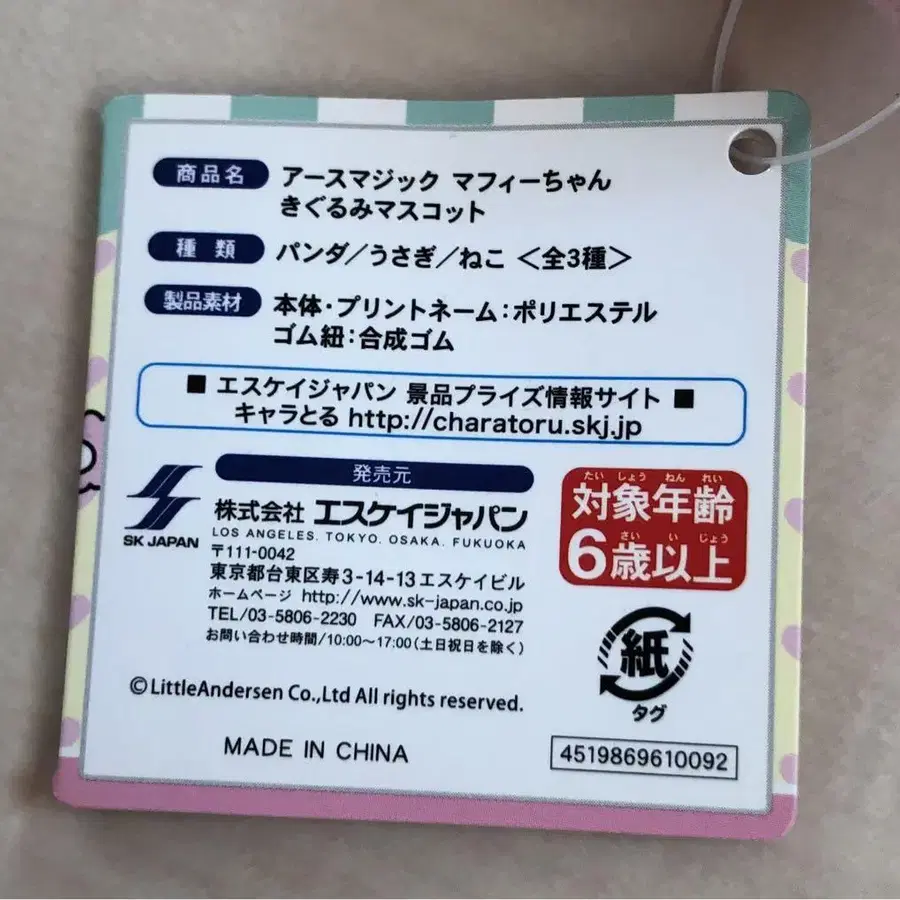 商品名 アースマジック マフィーちゃん
きぐるみマスコット
種類 パンダ/うさぎ/ねこ <全3種>
製品素材 本体・プリントネーム:ポリエステル
ゴム紐:合成ゴム
■ エスケイジャパン 景品プライズ情報サイト ■
キャラとる http://charatoru.skj.jp
発売元
SK JAPAN
株式会社 エスケイジャパン
LOS ANGELES. TOKYO. OSAKA. FUKUOKA
〒111-0042
東京都台東区寿3-14-13エスケイビル
ホームページ http://www.sk-japan.co.jp
TEL/03-5806-2230 FAX/03-5806-2127
お問い合わせ時間/10:00~17:00(土日祝日を除く)
たいしょうねんれい
対象年齢
さいいじょう
6歳以上
紙
タグ
©LittleAndersen Co.,Ltd All rights reserved.
MADE IN CHINA
4519869610092